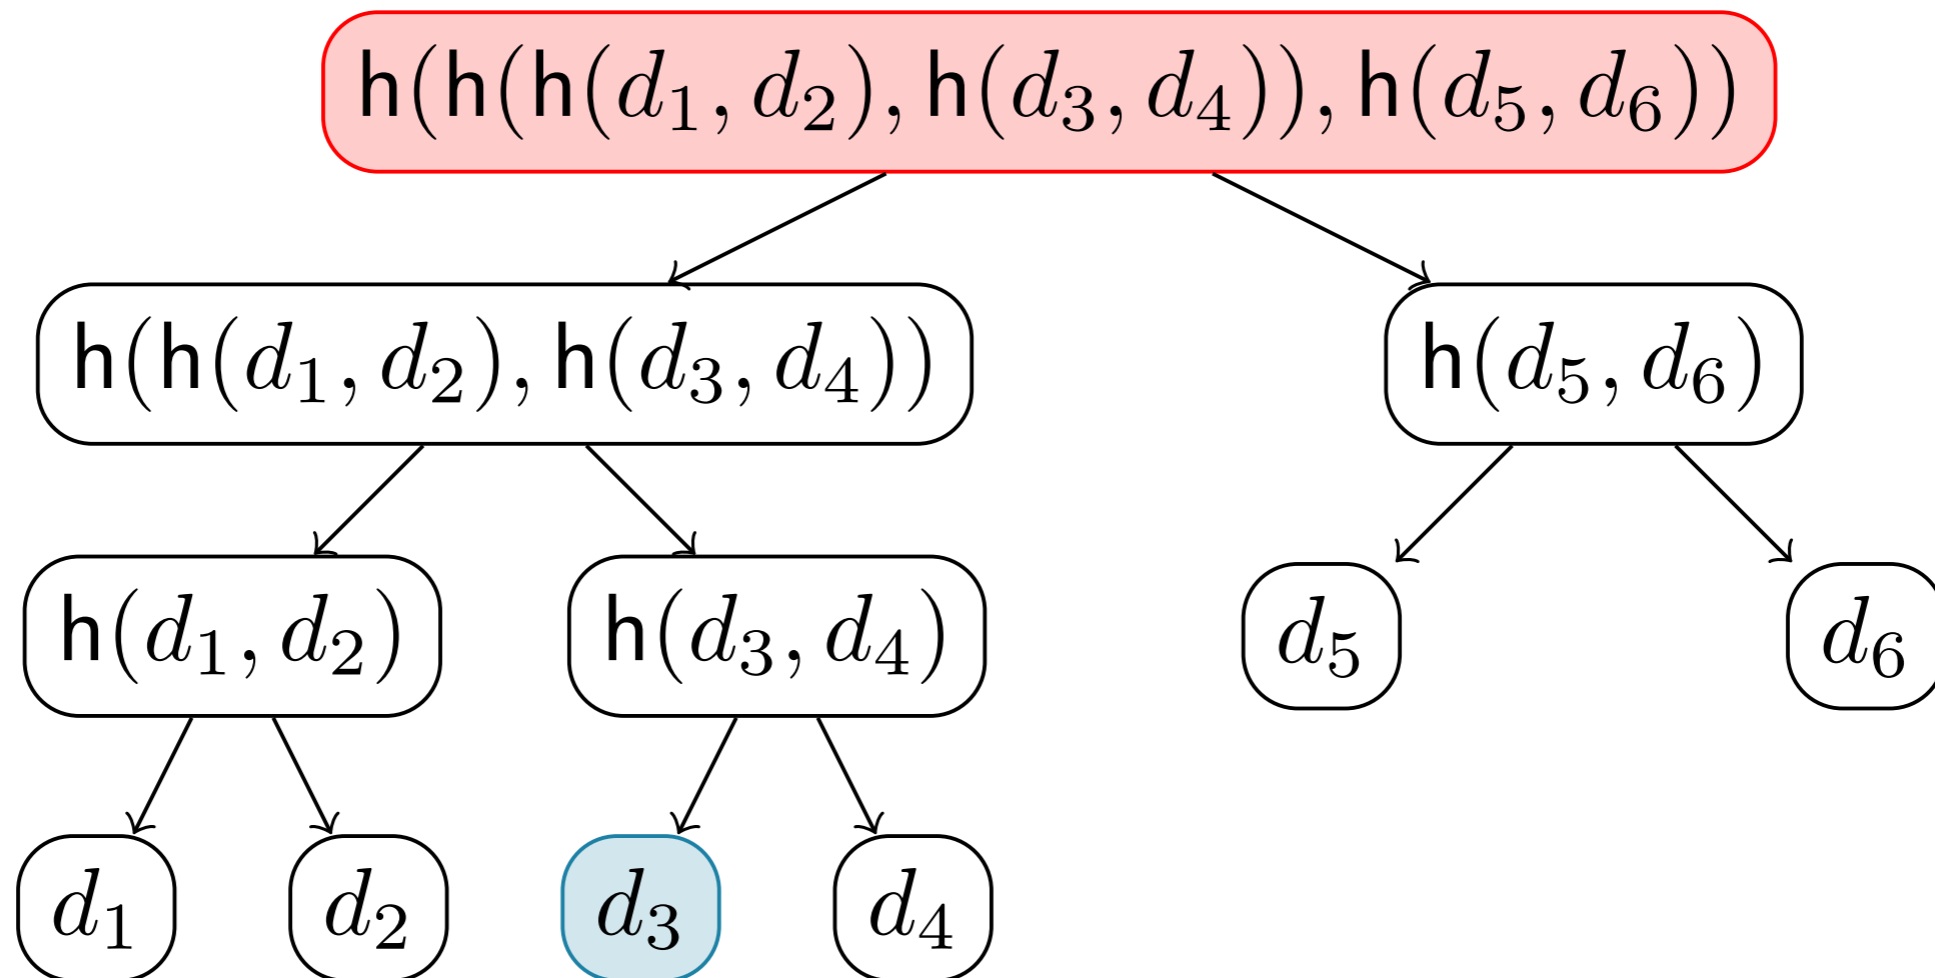 h(h(h(d₁, d₂), h(d₃, d₄)), h(d₅, d₆))
h(h(d₁, d₂), h(d₃, d₄))
h(d₅, d₆)
h(d₁, d₂)
h(d₃, d₄)
d₅
d₆
d₁
d₂
d₃
d₄